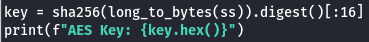 key = sha256(long_to_bytes(ss)).digest()[:16]
print(f"AES Key: {key.hex()}")